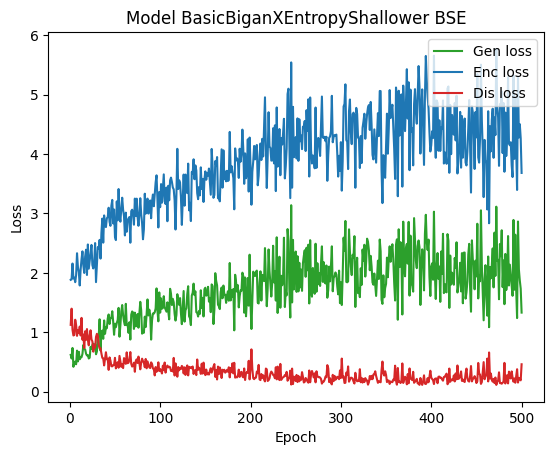 Model BasicBiganXEntropyShallower BSE
6
5
4
3
2
1
0
Loss
Gen loss
Enc loss
Dis loss
0 100 200 300 400 500
Epoch